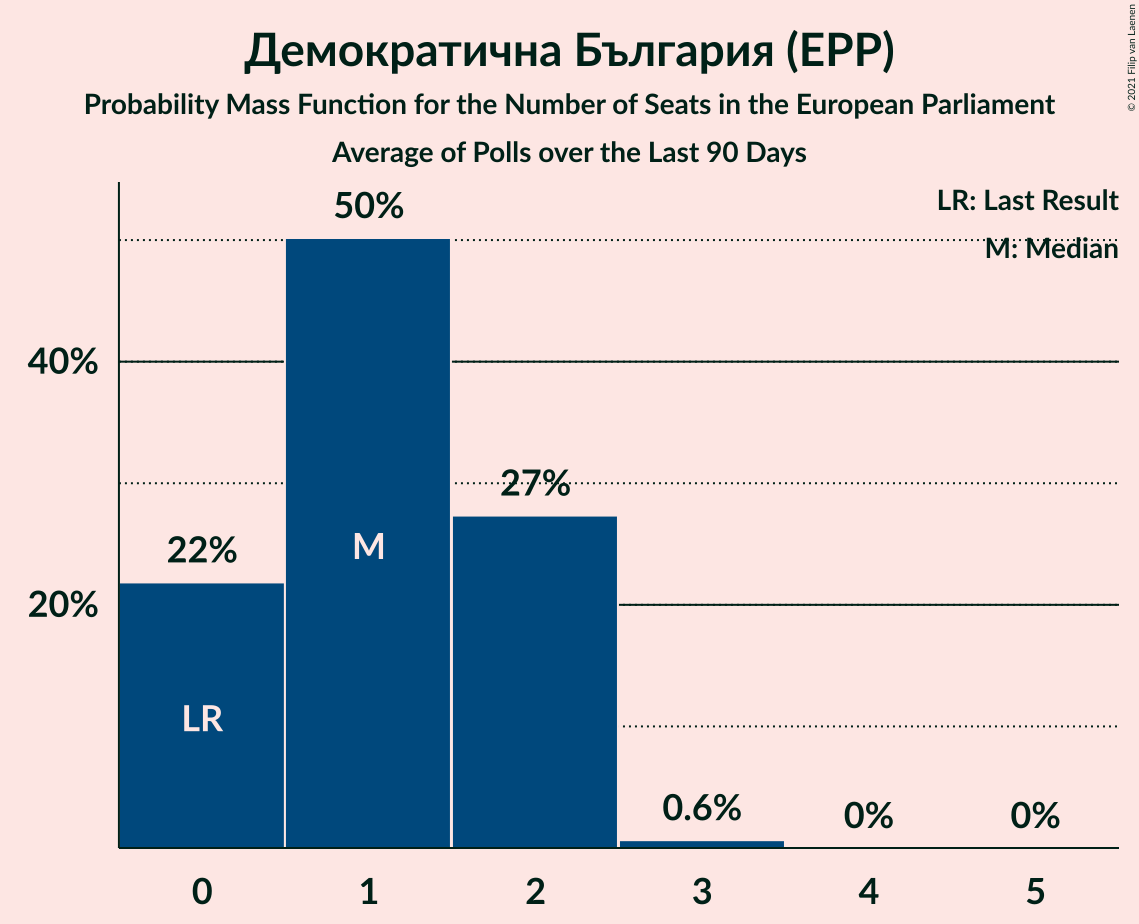 Демократична България (EPP)
Probability Mass Function for the Number of Seats in the European Parliament
Average of Polls over the Last 90 Days
© 2021 Filip van Laenen
LR: Last Result
M: Median
50%
40%
27%
22%
M
20%
LR
0.6%
0%
0%
0
1
2
3
4
5